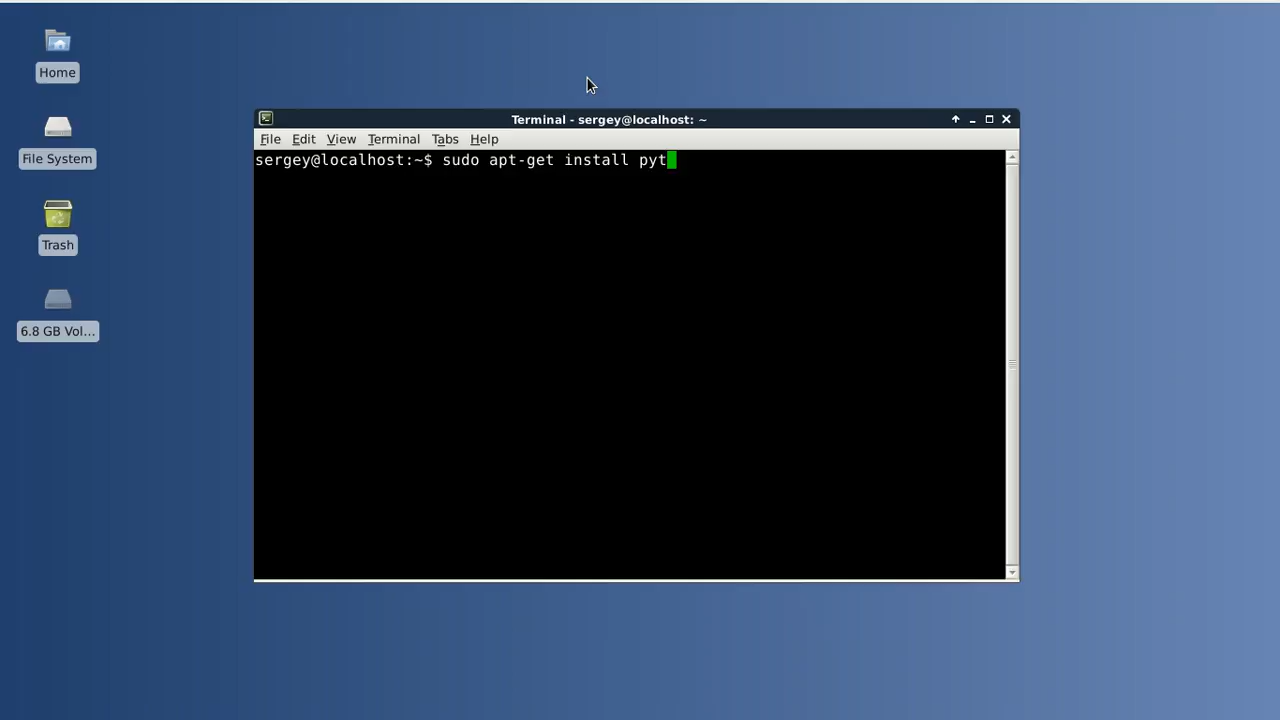 Home
File System
Trash
6.8 GB Vol...
Terminal - sergey@localhost: ~
File Edit View Terminal Tabs Help
sergey@localhost:~$ sudo apt-get install pyt